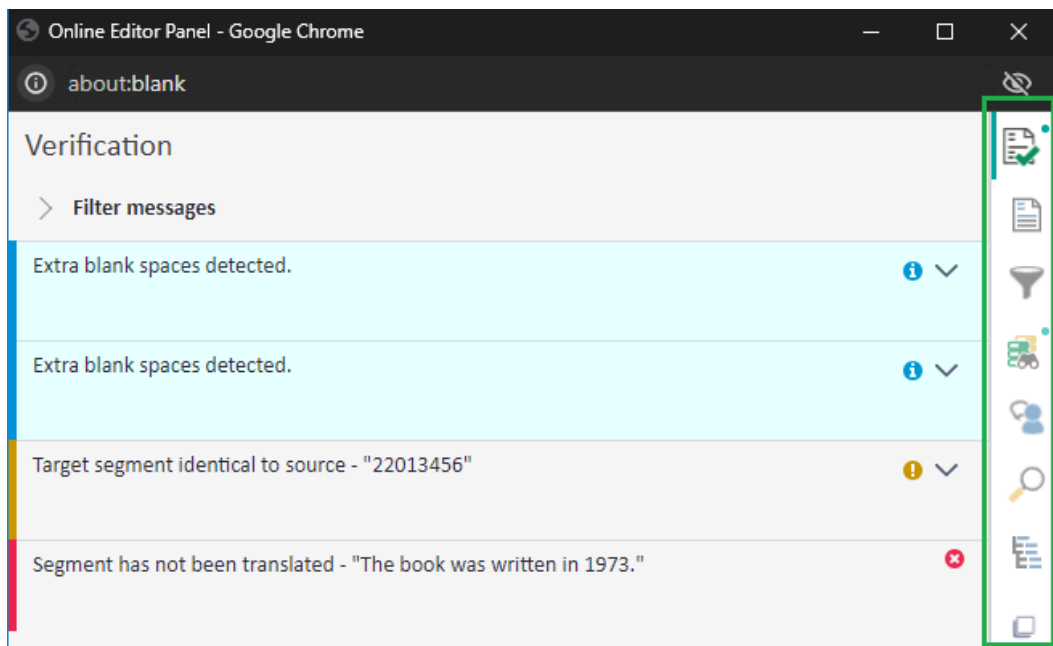 Online Editor Panel - Google Chrome
about:blank
Verification
Filter messages
Extra blank spaces detected.
Extra blank spaces detected.
Target segment identical to source - "22013456"
Segment has not been translated - "The book was written in 1973."